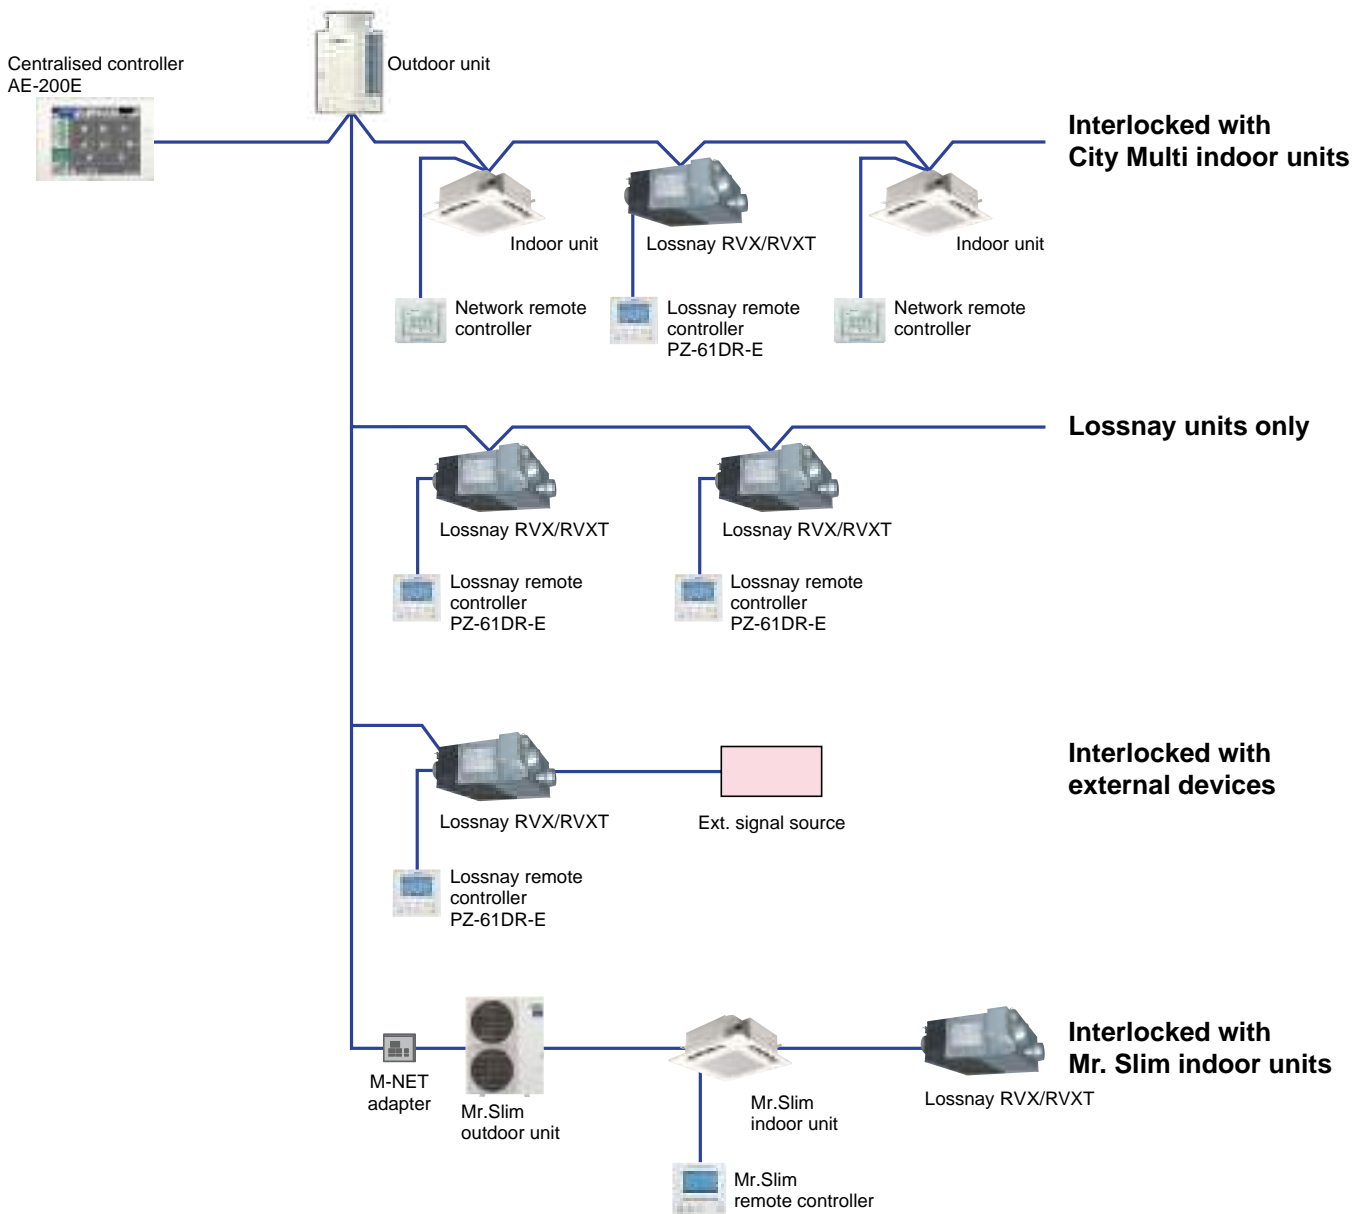 Centralised controller
AE-200E
Outdoor unit
Interlocked with
City Multi indoor units
Indoor unit
Lossnay RVX/RVXT
Indoor unit
Network remote
controller
Lossnay remote
controller
PZ-61DR-E
Network remote
controller
Lossnay units only
Lossnay RVX/RVXT
Lossnay RVX/RVXT
Lossnay remote
controller
PZ-61DR-E
Lossnay remote
controller
PZ-61DR-E
Interlocked with
external devices
Lossnay RVX/RVXT
Ext. signal source
Lossnay remote
controller
PZ-61DR-E
Interlocked with
Mr. Slim indoor units
M-NET
adapter
Mr.Slim
outdoor unit
Mr.Slim
indoor unit
Lossnay RVX/RVXT
Mr.Slim
remote controller